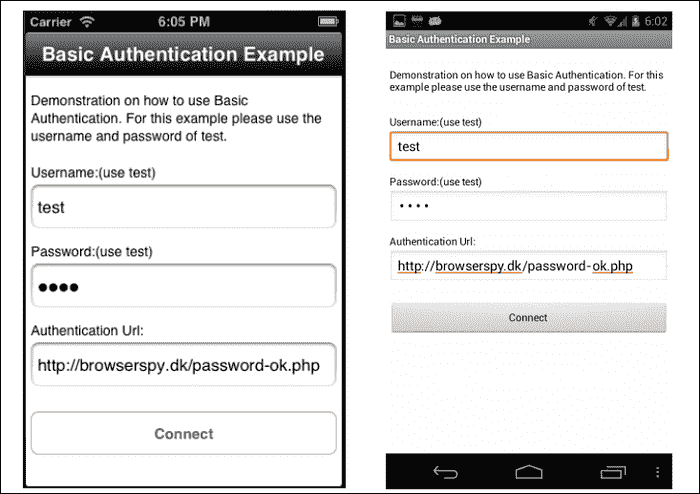 Carrier 6:05 PM
Basic Authentication Example
Demonstration on how to use Basic
Authentication. For this example please use the
username and password of test.
Username:(use test)
test
Password:(use test)
••••
Authentication Url:
http://browserspy.dk/password-ok.php
Connect
6:02
Basic Authentication Example
Demonstration on how to use Basic Authentication. For this
example please use the username and password of test.
Username:(use test)
test
Password:(use test)
••••
Authentication Url:
http://browserspy.dk/password-ok.php
Connect